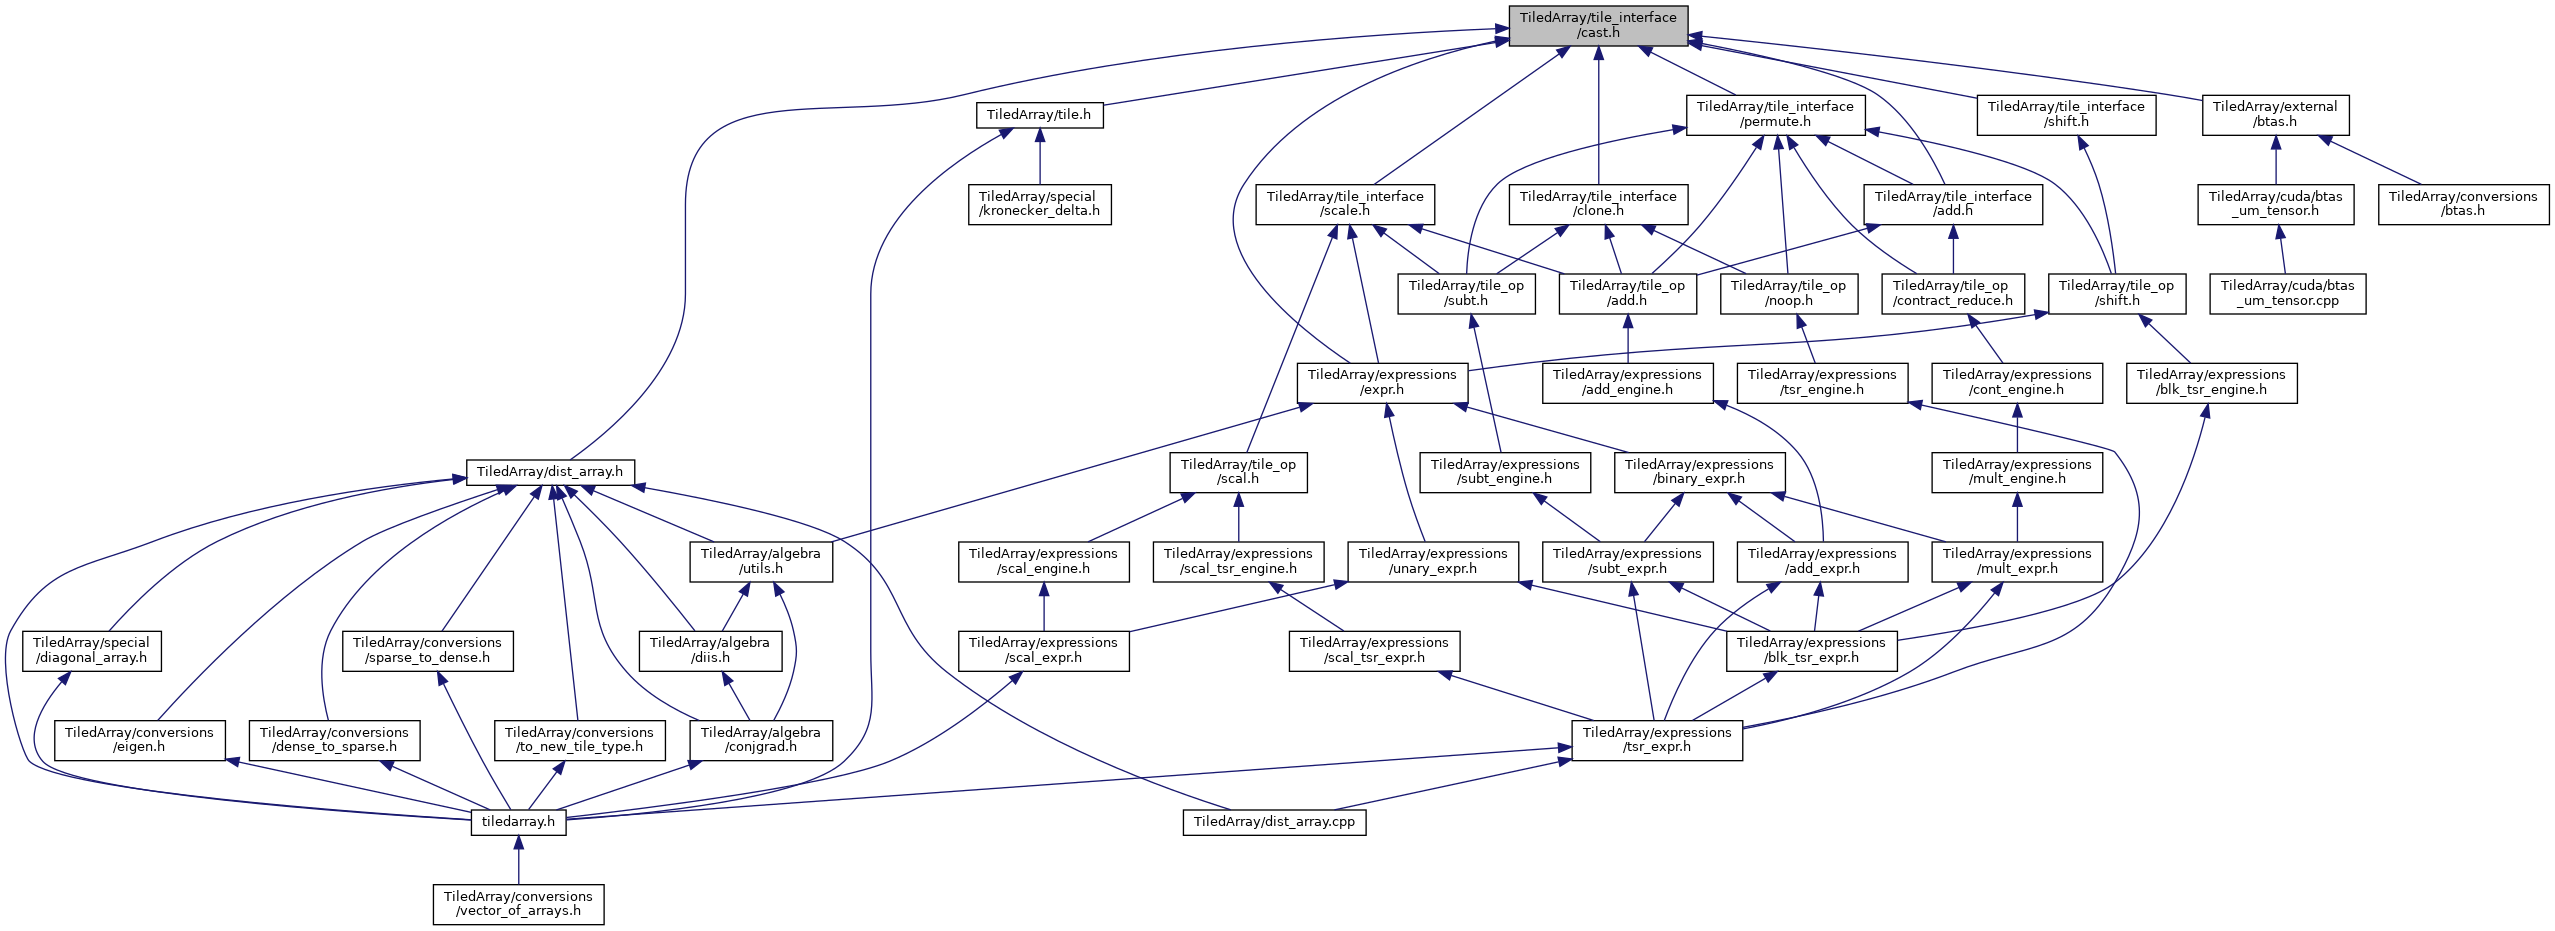 TiledArray/tile_interface
/cast.h
TiledArray/tile.h
TiledArray/tile_interface
/permute.h
TiledArray/tile_interface
/shift.h
TiledArray/external
/btas.h
TiledArray/special
/kronecker_delta.h
TiledArray/tile_interface
/scale.h
TiledArray/tile_interface
/clone.h
TiledArray/tile_interface
/add.h
TiledArray/cuda/btas
_um_tensor.h
TiledArray/conversions
/btas.h
TiledArray/tile_op
/subt.h
TiledArray/tile_op
/add.h
TiledArray/tile_op
/noop.h
TiledArray/tile_op
/contract_reduce.h
TiledArray/tile_op
/shift.h
TiledArray/cuda/btas
_um_tensor.cpp
TiledArray/expressions
/expr.h
TiledArray/expressions
/add_engine.h
TiledArray/expressions
/tsr_engine.h
TiledArray/expressions
/cont_engine.h
TiledArray/expressions
/blk_tsr_engine.h
TiledArray/dist_array.h
TiledArray/tile_op
/scal.h
TiledArray/expressions
/subt_engine.h
TiledArray/expressions
/binary_expr.h
TiledArray/expressions
/mult_engine.h
TiledArray/algebra
/utils.h
TiledArray/expressions
/scal_engine.h
TiledArray/expressions
/scal_tsr_engine.h
TiledArray/expressions
/unary_expr.h
TiledArray/expressions
/subt_expr.h
TiledArray/expressions
/add_expr.h
TiledArray/expressions
/mult_expr.h
TiledArray/special
/diagonal_array.h
TiledArray/conversions
/sparse_to_dense.h
TiledArray/algebra
/diis.h
TiledArray/expressions
/scal_expr.h
TiledArray/expressions
/scal_tsr_expr.h
TiledArray/expressions
/blk_tsr_expr.h
TiledArray/conversions
/eigen.h
TiledArray/conversions
/dense_to_sparse.h
TiledArray/conversions
/to_new_tile_type.h
TiledArray/algebra
/conjgrad.h
TiledArray/expressions
/tsr_expr.h
tiledarray.h
TiledArray/dist_array.cpp
TiledArray/conversions
/vector_of_arrays.h